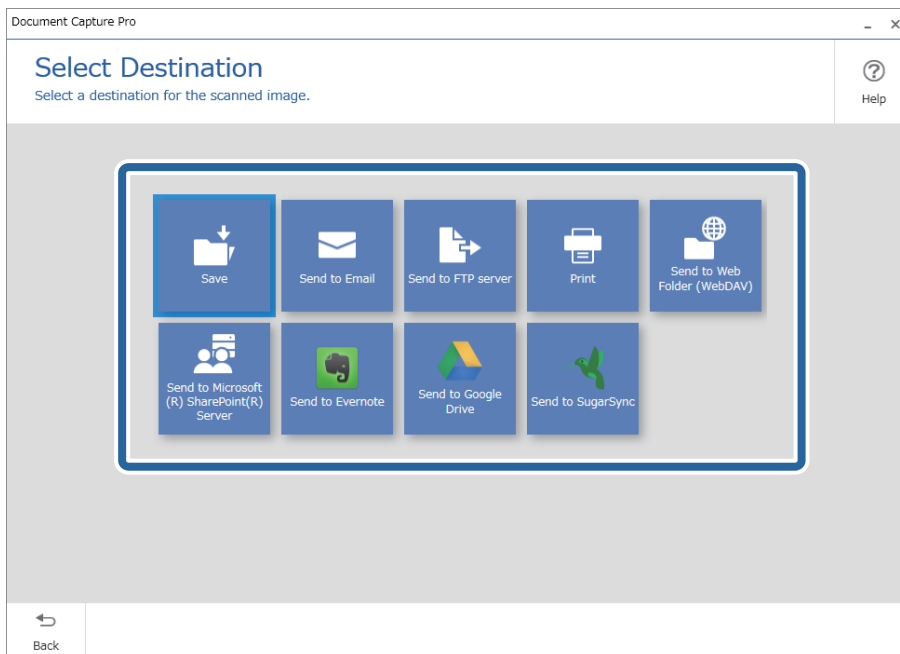 Document Capture Pro
Select Destination
Select a destination for the scanned image.
Help
Save
Send to Email
Send to FTP server
Print
Send to Web
Folder (WebDAV)
Send to Microsoft
(R) SharePoint(R)
Server
Send to Evernote
Send to Google
Drive
Send to SugarSync
Back